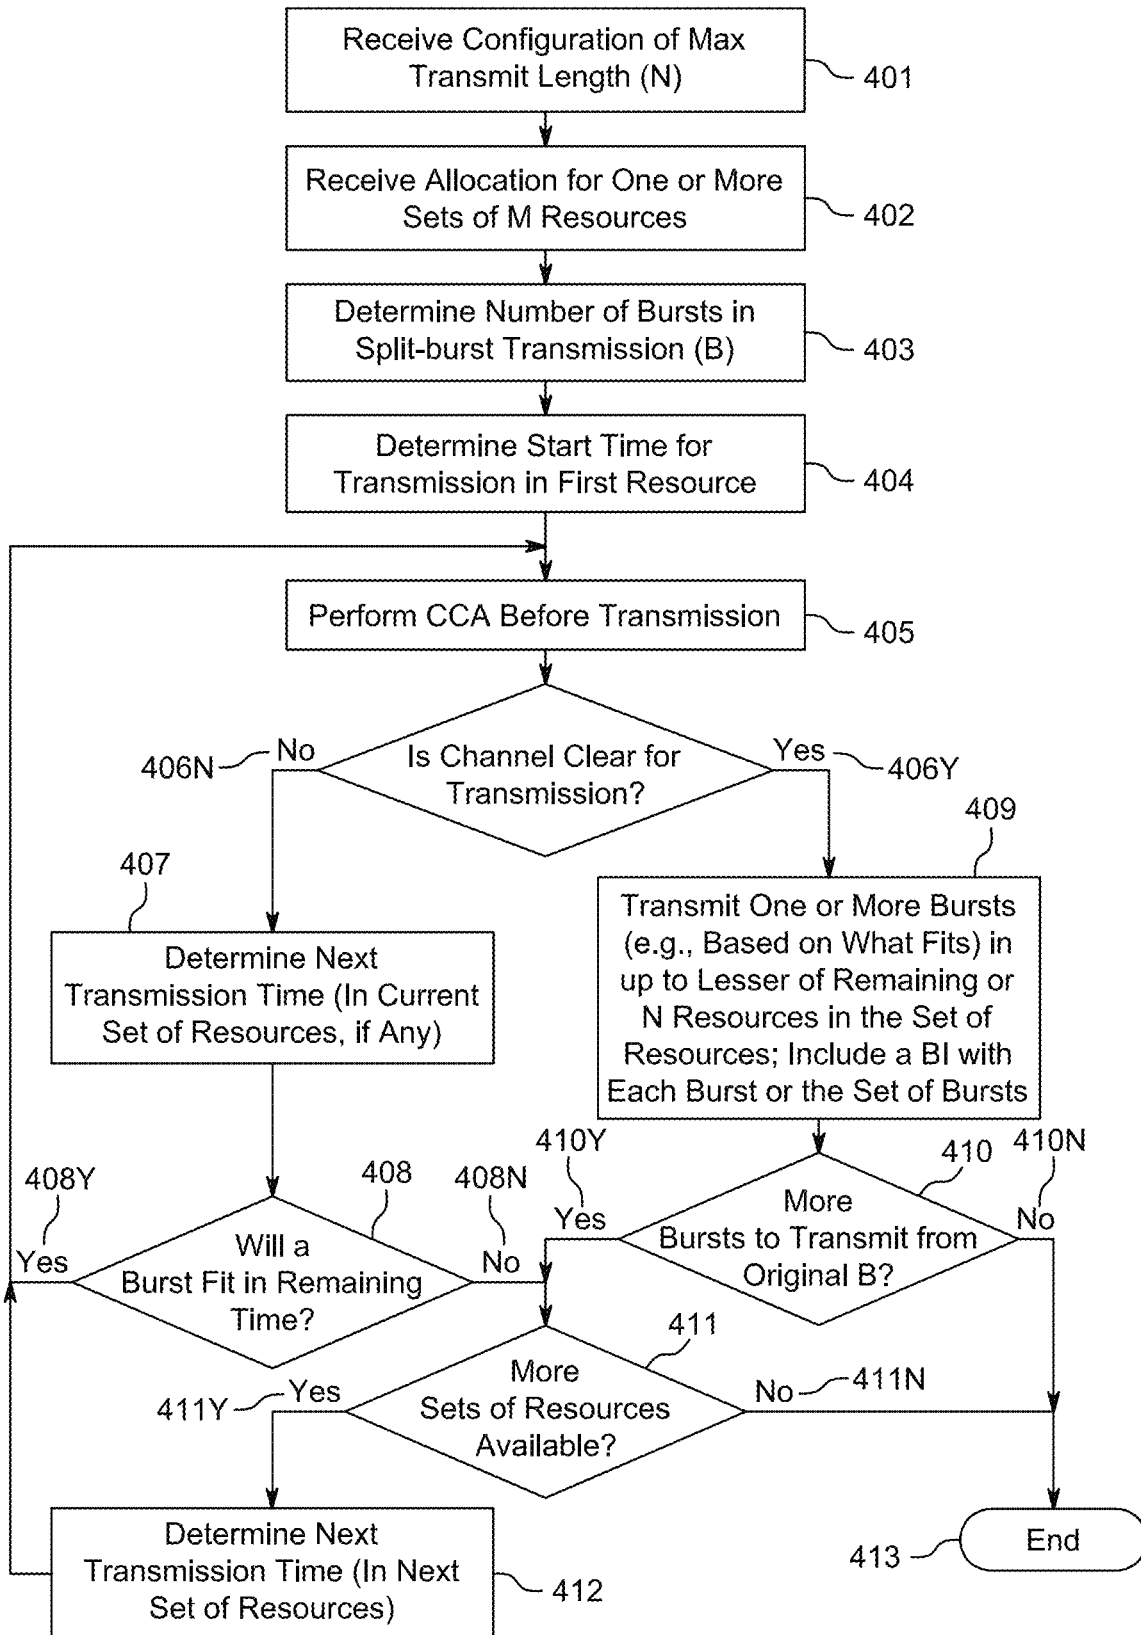 Receive Configuration of Max
Transmit Length (N)
401
Receive Allocation for One or More
Sets of M Resources
402
Determine Number of Bursts in
Split-burst Transmission (B)
403
Determine Start Time for
Transmission in First Resource
404
Perform CCA Before Transmission
405
406N
No
Is Channel Clear for
Transmission?
Yes
406Y
407
Determine Next
Transmission Time (In Current
Set of Resources, if Any)
409
Transmit One or More Bursts
(e.g., Based on What Fits) in
up to Lesser of Remaining or
N Resources in the Set of
Resources; Include a BI with
Each Burst or the Set of Bursts
408Y
Yes
408
Will a
Burst Fit in Remaining
Time?
408N
No
410Y
Yes
410
More
Bursts to Transmit from
Original B?
410N
No
411Y
Yes
411
More
Sets of Resources
Available?
No
411N
Determine Next
Transmission Time (In Next
Set of Resources)
412
413
End